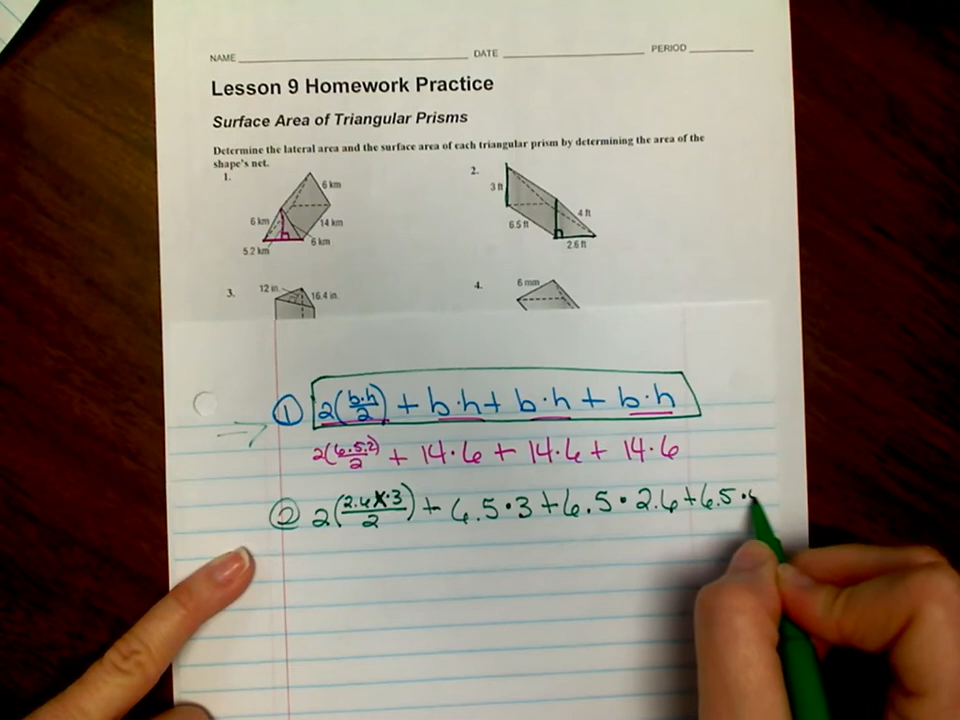 NAME DATE PERIOD
Lesson 9 Homework Practice
Surface Area of Triangular Prisms
Determine the lateral area and the surface area of each triangular prism by determining the area of the
shape's net.
1. 6 km 6 km 14 km 5.2 km 6 km
2. 3 ft 4 ft 6.5 ft 2.6 ft
3. 12 in. 16.4 in.
4. 6 mm
① 2(b·h/2) + b·h + b·h + b·h
2(6·5.2/2) + 14·6 + 14·6 + 14·6
② 2(2.6·3/2) + 6.5·3 + 6.5·2.6 + 6.5·